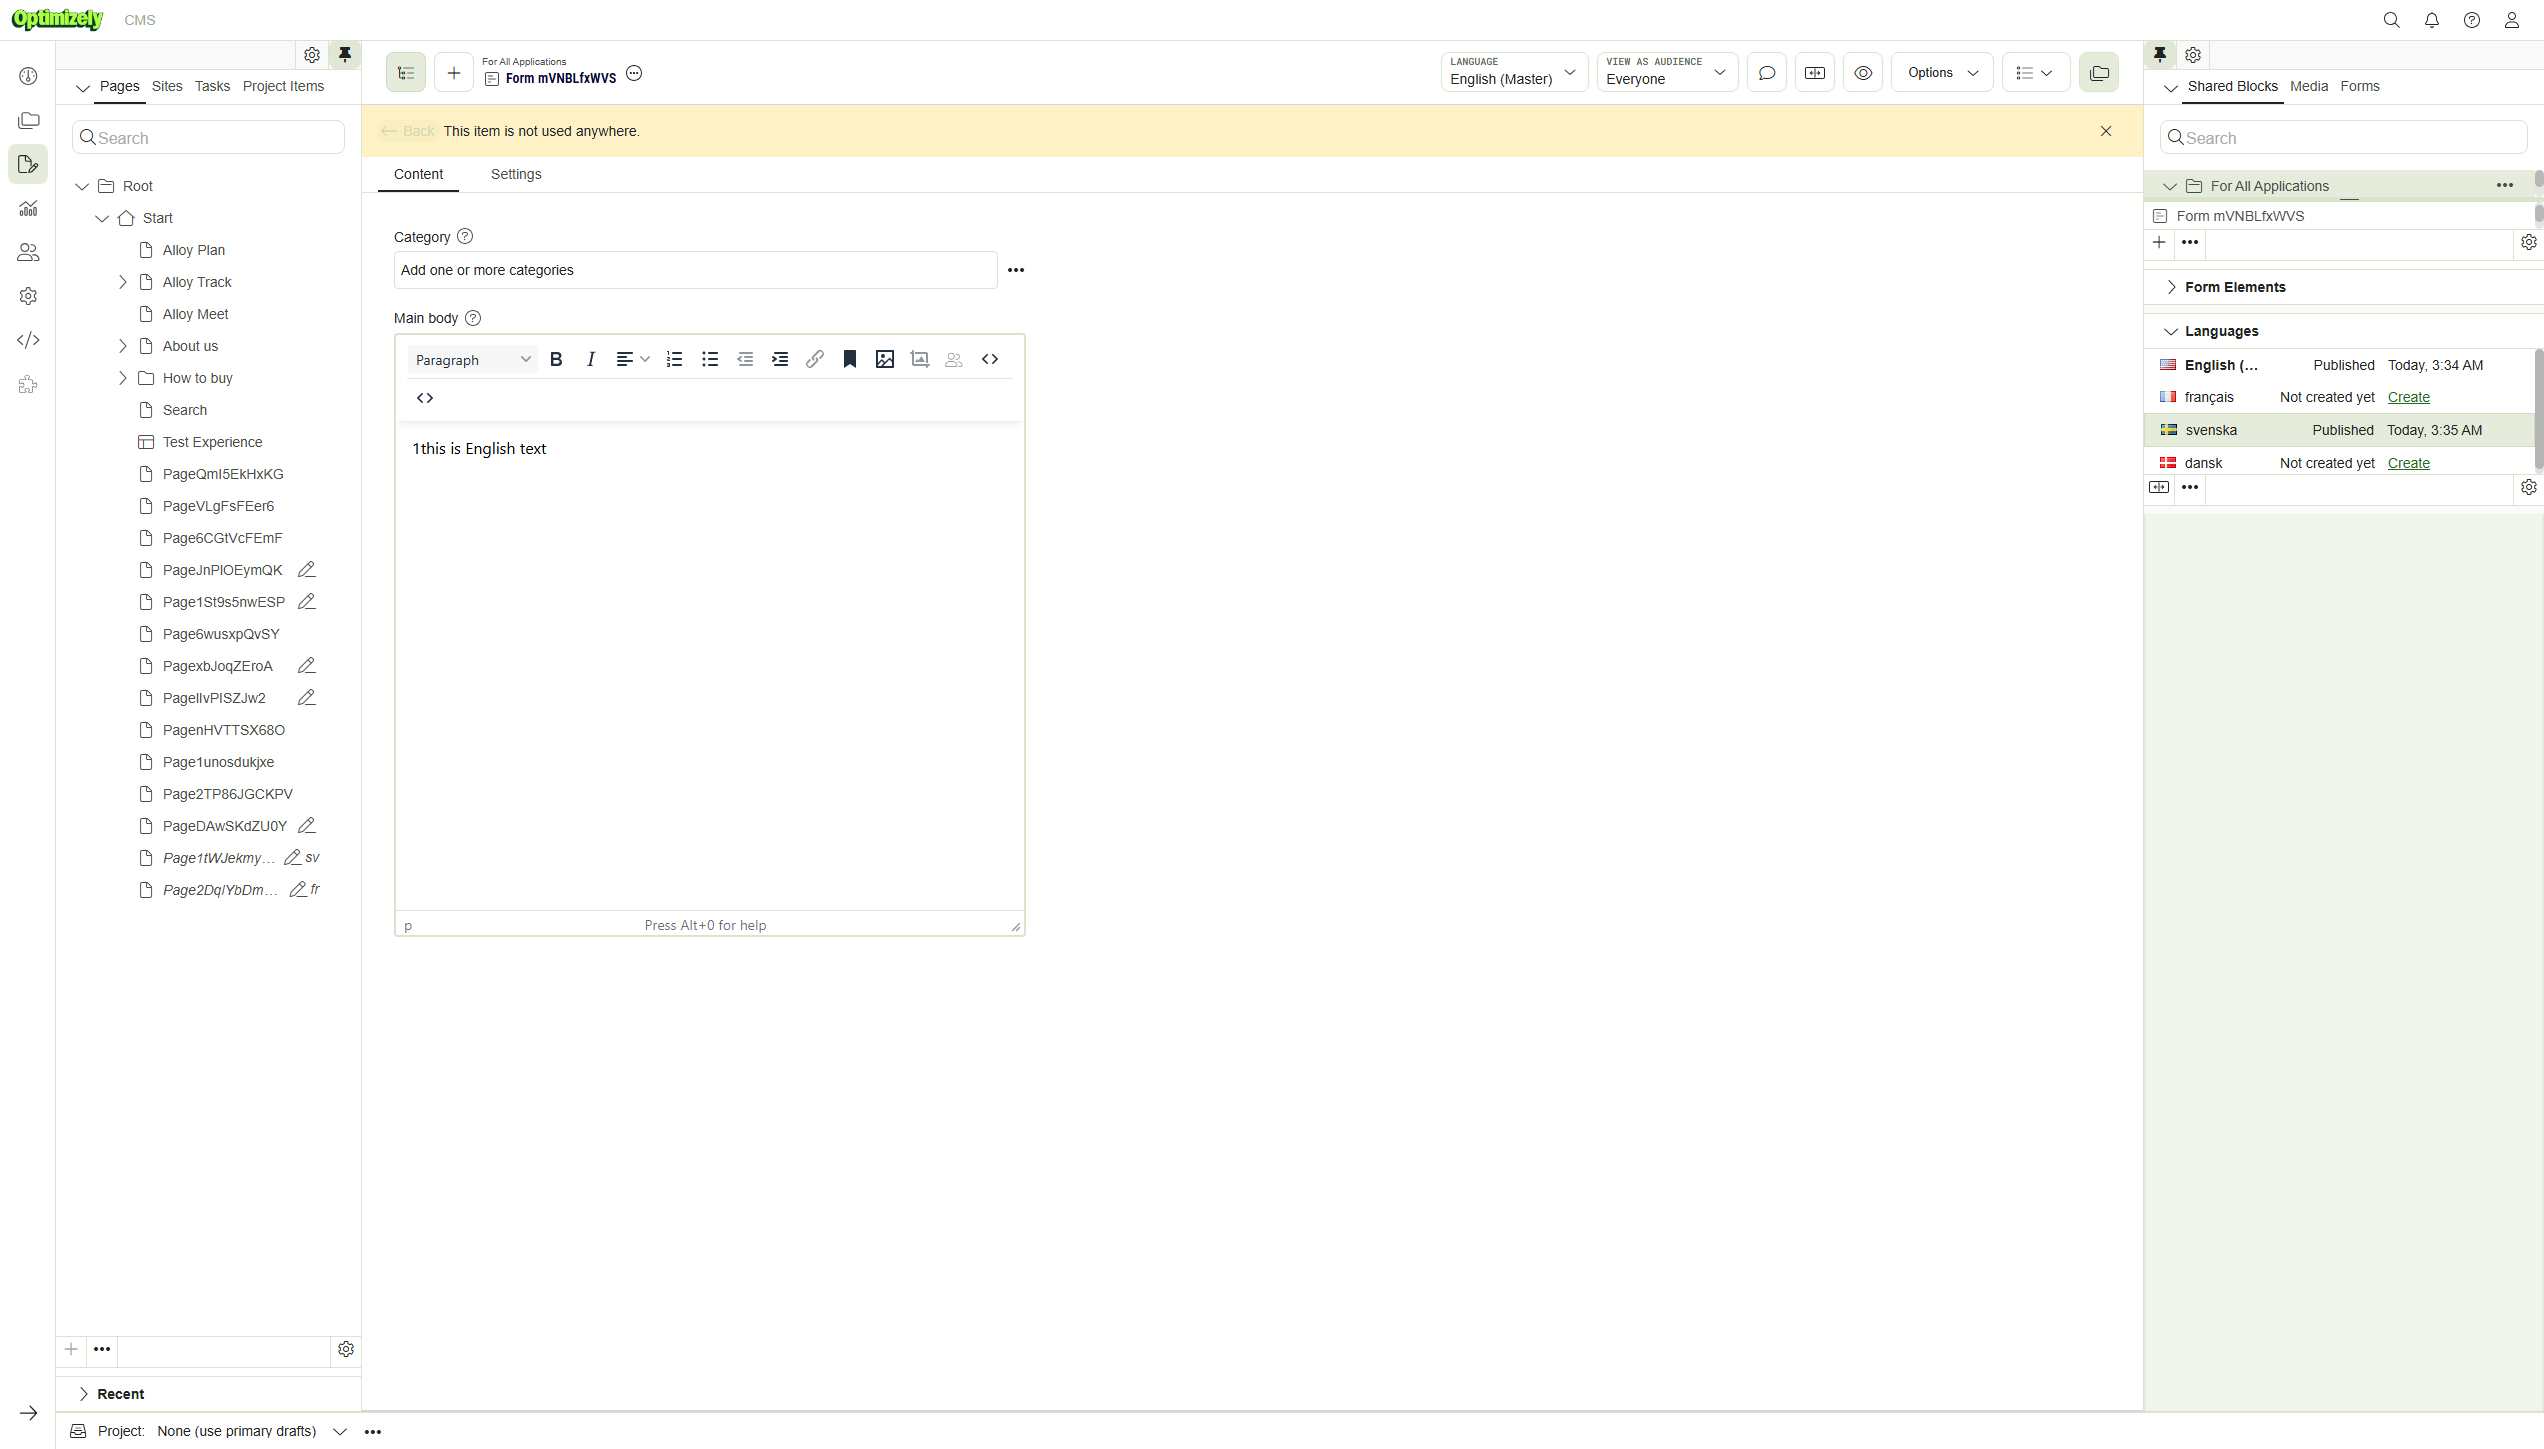 Optimizely CMS
Pages Sites Tasks Project Items
Search
Root
Start
Alloy Plan
Alloy Track
Alloy Meet
About us
How to buy
Search
Test Experience
PageQmI5EkHxKG
PageVLgFsFEer6
Page6CGtVcFEmF
PageJnPIOEymQK
Page1St9s5nwESP
Page6wusxpQvSY
PagexbJoqZEroA
PageIlvPISZJw2
PagenHVTTSX68O
Page1unosdukjxe
Page2TP86JGCKPV
PageDAwSKdZU0Y
Page1tWJekmy... sv
Page2DqIYbDm... fr
Recent
Project: None (use primary drafts)
For All Applications
Form mVNBLfxWVS
LANGUAGE
English (Master)
VIEW AS AUDIENCE
Everyone
Options
Back This item is not used anywhere.
Content Settings
Category
Add one or more categories
Main body
Paragraph
1this is English text
p Press Alt+0 for help
Shared Blocks Media Forms
Search
For All Applications
Form mVNBLfxWVS
Form Elements
Languages
English (... Published Today, 3:34 AM
français Not created yet Create
svenska Published Today, 3:35 AM
dansk Not created yet Create